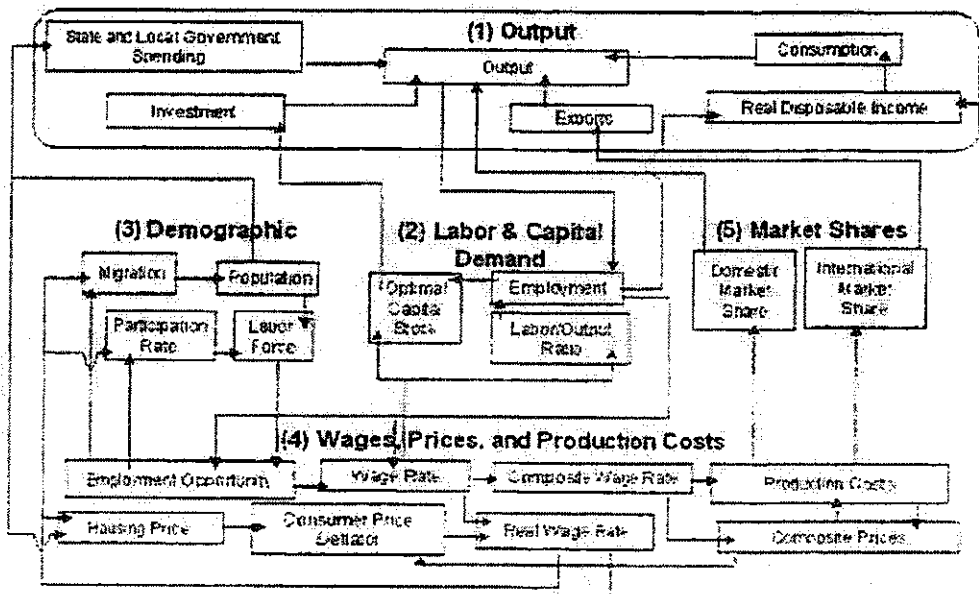 (1) Output
State and Local Government
Spending
Output
Consumption
Investment
Exports
Real Disposable Income
(3) Demographic
(2) Labor & Capital
Demand
(5) Market Shares
Migration
Population
Optimal
Capital
Stock
Employment
Domestic
Market
Share
International
Market
Share
Participation
Rate
Labor
Force
Labor/Output
Ratio
(4) Wages, Prices, and Production Costs
Employment Opportunity
Wage Rate
Composite Wage Rate
Production Costs
Housing Price
Consumer Price
Deflator
Real Wage Rate
Composite Prices